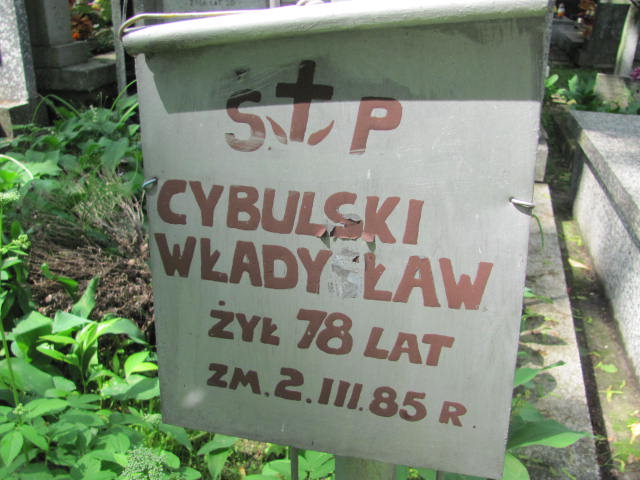 Ś.†P
CYBULSKI
WŁADYSŁAW
ŻYŁ 78 LAT
ZM. 2.III.85 R.